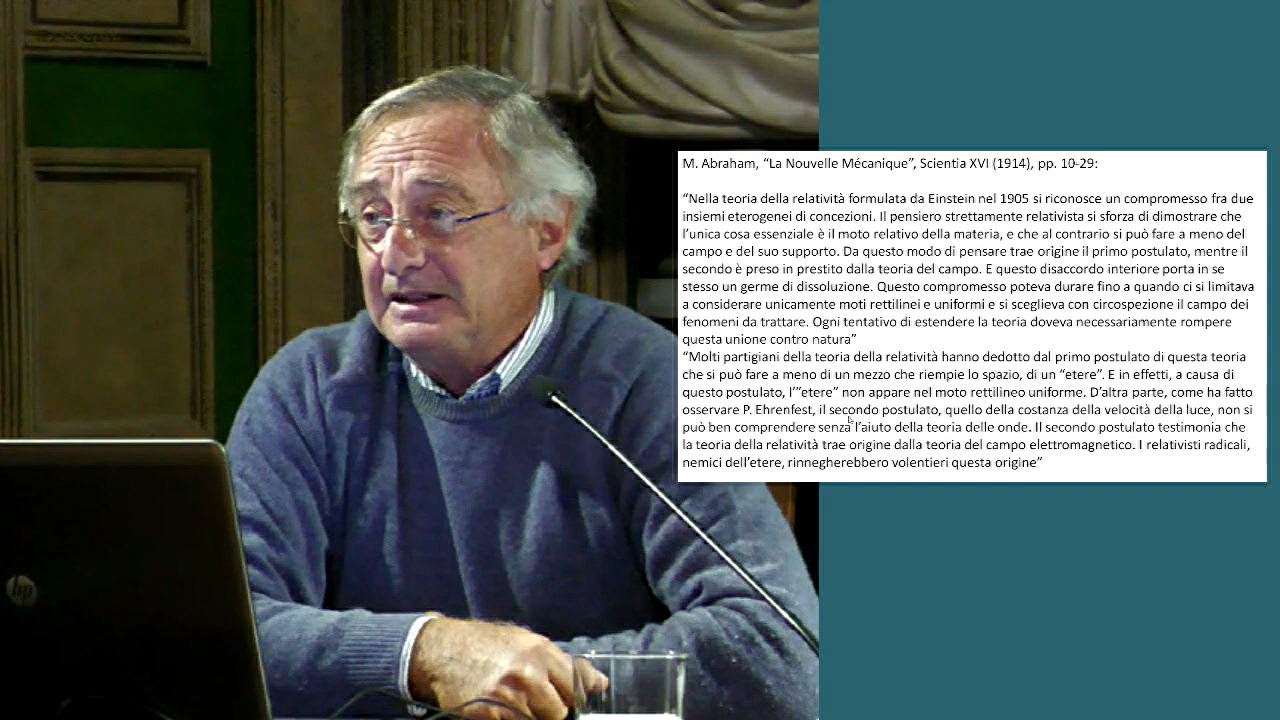 M. Abraham, “La Nouvelle Mécanique”, Scientia XVI (1914), pp. 10-29:
“Nella teoria della relatività formulata da Einstein nel 1905 si riconosce un compromesso fra due
insiemi eterogenei di concezioni. Il pensiero strettamente relativista si sforza di dimostrare che
l’unica cosa essenziale è il moto relativo della materia, e che al contrario si può fare a meno del
campo e del suo supporto. Da questo modo di pensare trae origine il primo postulato, mentre il
secondo è preso in prestito dalla teoria del campo. E questo disaccordo interiore porta in se
stesso un germe di dissoluzione. Questo compromesso poteva durare fino a quando ci si limitava
a considerare unicamente moti rettilinei e uniformi e si sceglieva con circospezione il campo dei
fenomeni da trattare. Ogni tentativo di estendere la teoria doveva necessariamente rompere
questa unione contro natura”
“Molti partigiani della teoria della relatività hanno dedotto dal primo postulato di questa teoria
che si può fare a meno di un mezzo che riempie lo spazio, di un “etere”. E in effetti, a causa di
questo postulato, l’”etere” non appare nel moto rettilineo uniforme. D’altra parte, come ha fatto
osservare P. Ehrenfest, il secondo postulato, quello della costanza della velocità della luce, non si
può ben comprendere senza l’aiuto della teoria delle onde. Il secondo postulato testimonia che
la teoria della relatività trae origine dalla teoria del campo elettromagnetico. I relativisti radicali,
nemici dell’etere, rinnegherebbero volentieri questa origine”
hp